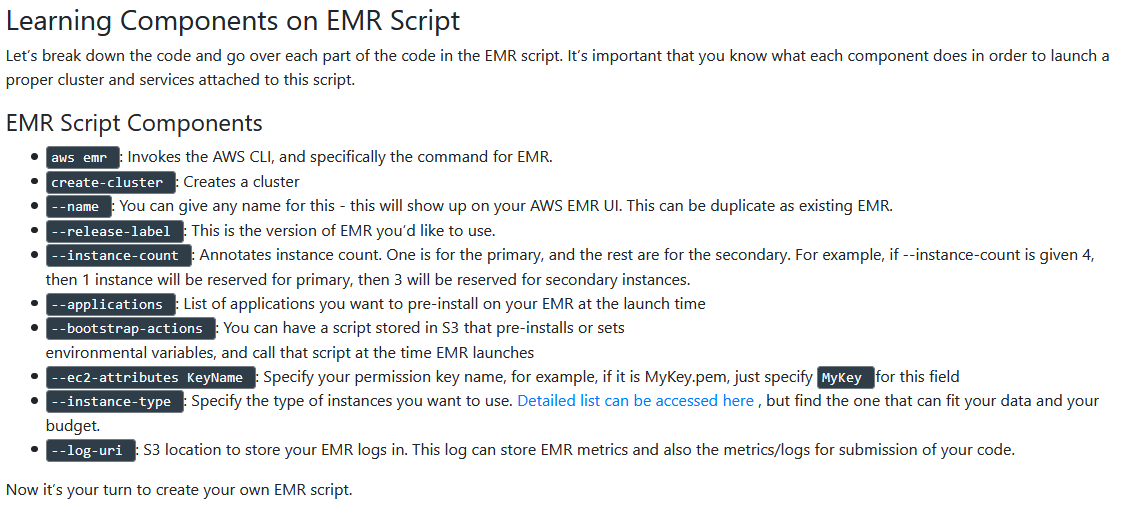 Learning Components on EMR Script
Let’s break down the code and go over each part of the code in the EMR script. It’s important that you know what each component does in order to launch a
proper cluster and services attached to this script.
EMR Script Components
• aws emr : Invokes the AWS CLI, and specifically the command for EMR.
• create-cluster : Creates a cluster
• --name : You can give any name for this - this will show up on your AWS EMR UI. This can be duplicate as existing EMR.
• --release-label : This is the version of EMR you’d like to use.
• --instance-count : Annotates instance count. One is for the primary, and the rest are for the secondary. For example, if --instance-count is given 4,
then 1 instance will be reserved for primary, then 3 will be reserved for secondary instances.
• --applications : List of applications you want to pre-install on your EMR at the launch time
• --bootstrap-actions : You can have a script stored in S3 that pre-installs or sets
environmental variables, and call that script at the time EMR launches
• --ec2-attributes KeyName : Specify your permission key name, for example, if it is MyKey.pem, just specify MyKey for this field
• --instance-type : Specify the type of instances you want to use. Detailed list can be accessed here , but find the one that can fit your data and your
budget.
• --log-uri : S3 location to store your EMR logs in. This log can store EMR metrics and also the metrics/logs for submission of your code.
Now it’s your turn to create your own EMR script.